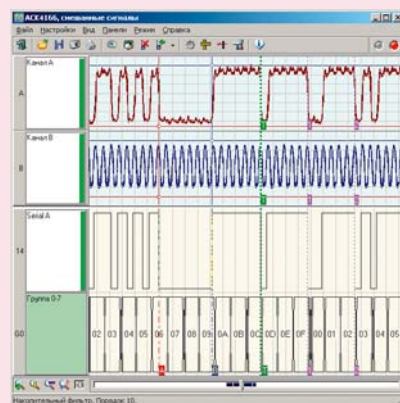 АСК4166, смешанные сигналы
Файл Настройки Вид Панели Режим Справка
Канал A
A
Канал B
B
Serial A
14
Группа 0-7
G0
02 03 04 05 06 07 08 09 0A 0B 0C 0D 0E 0F 00 01 02 03 04 05
Накопительный фильтр. Порядок: 10.